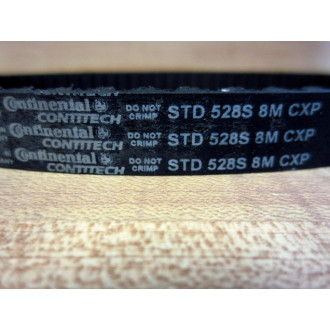 Continental
CONTITECH
DO NOT
CRIMP
STD 528S 8M CXP
Continental
CONTITECH
DO NOT
CRIMP
STD 528S 8M CXP
Continental
CONTITECH
DO NOT
CRIMP
STD 528S 8M CXP